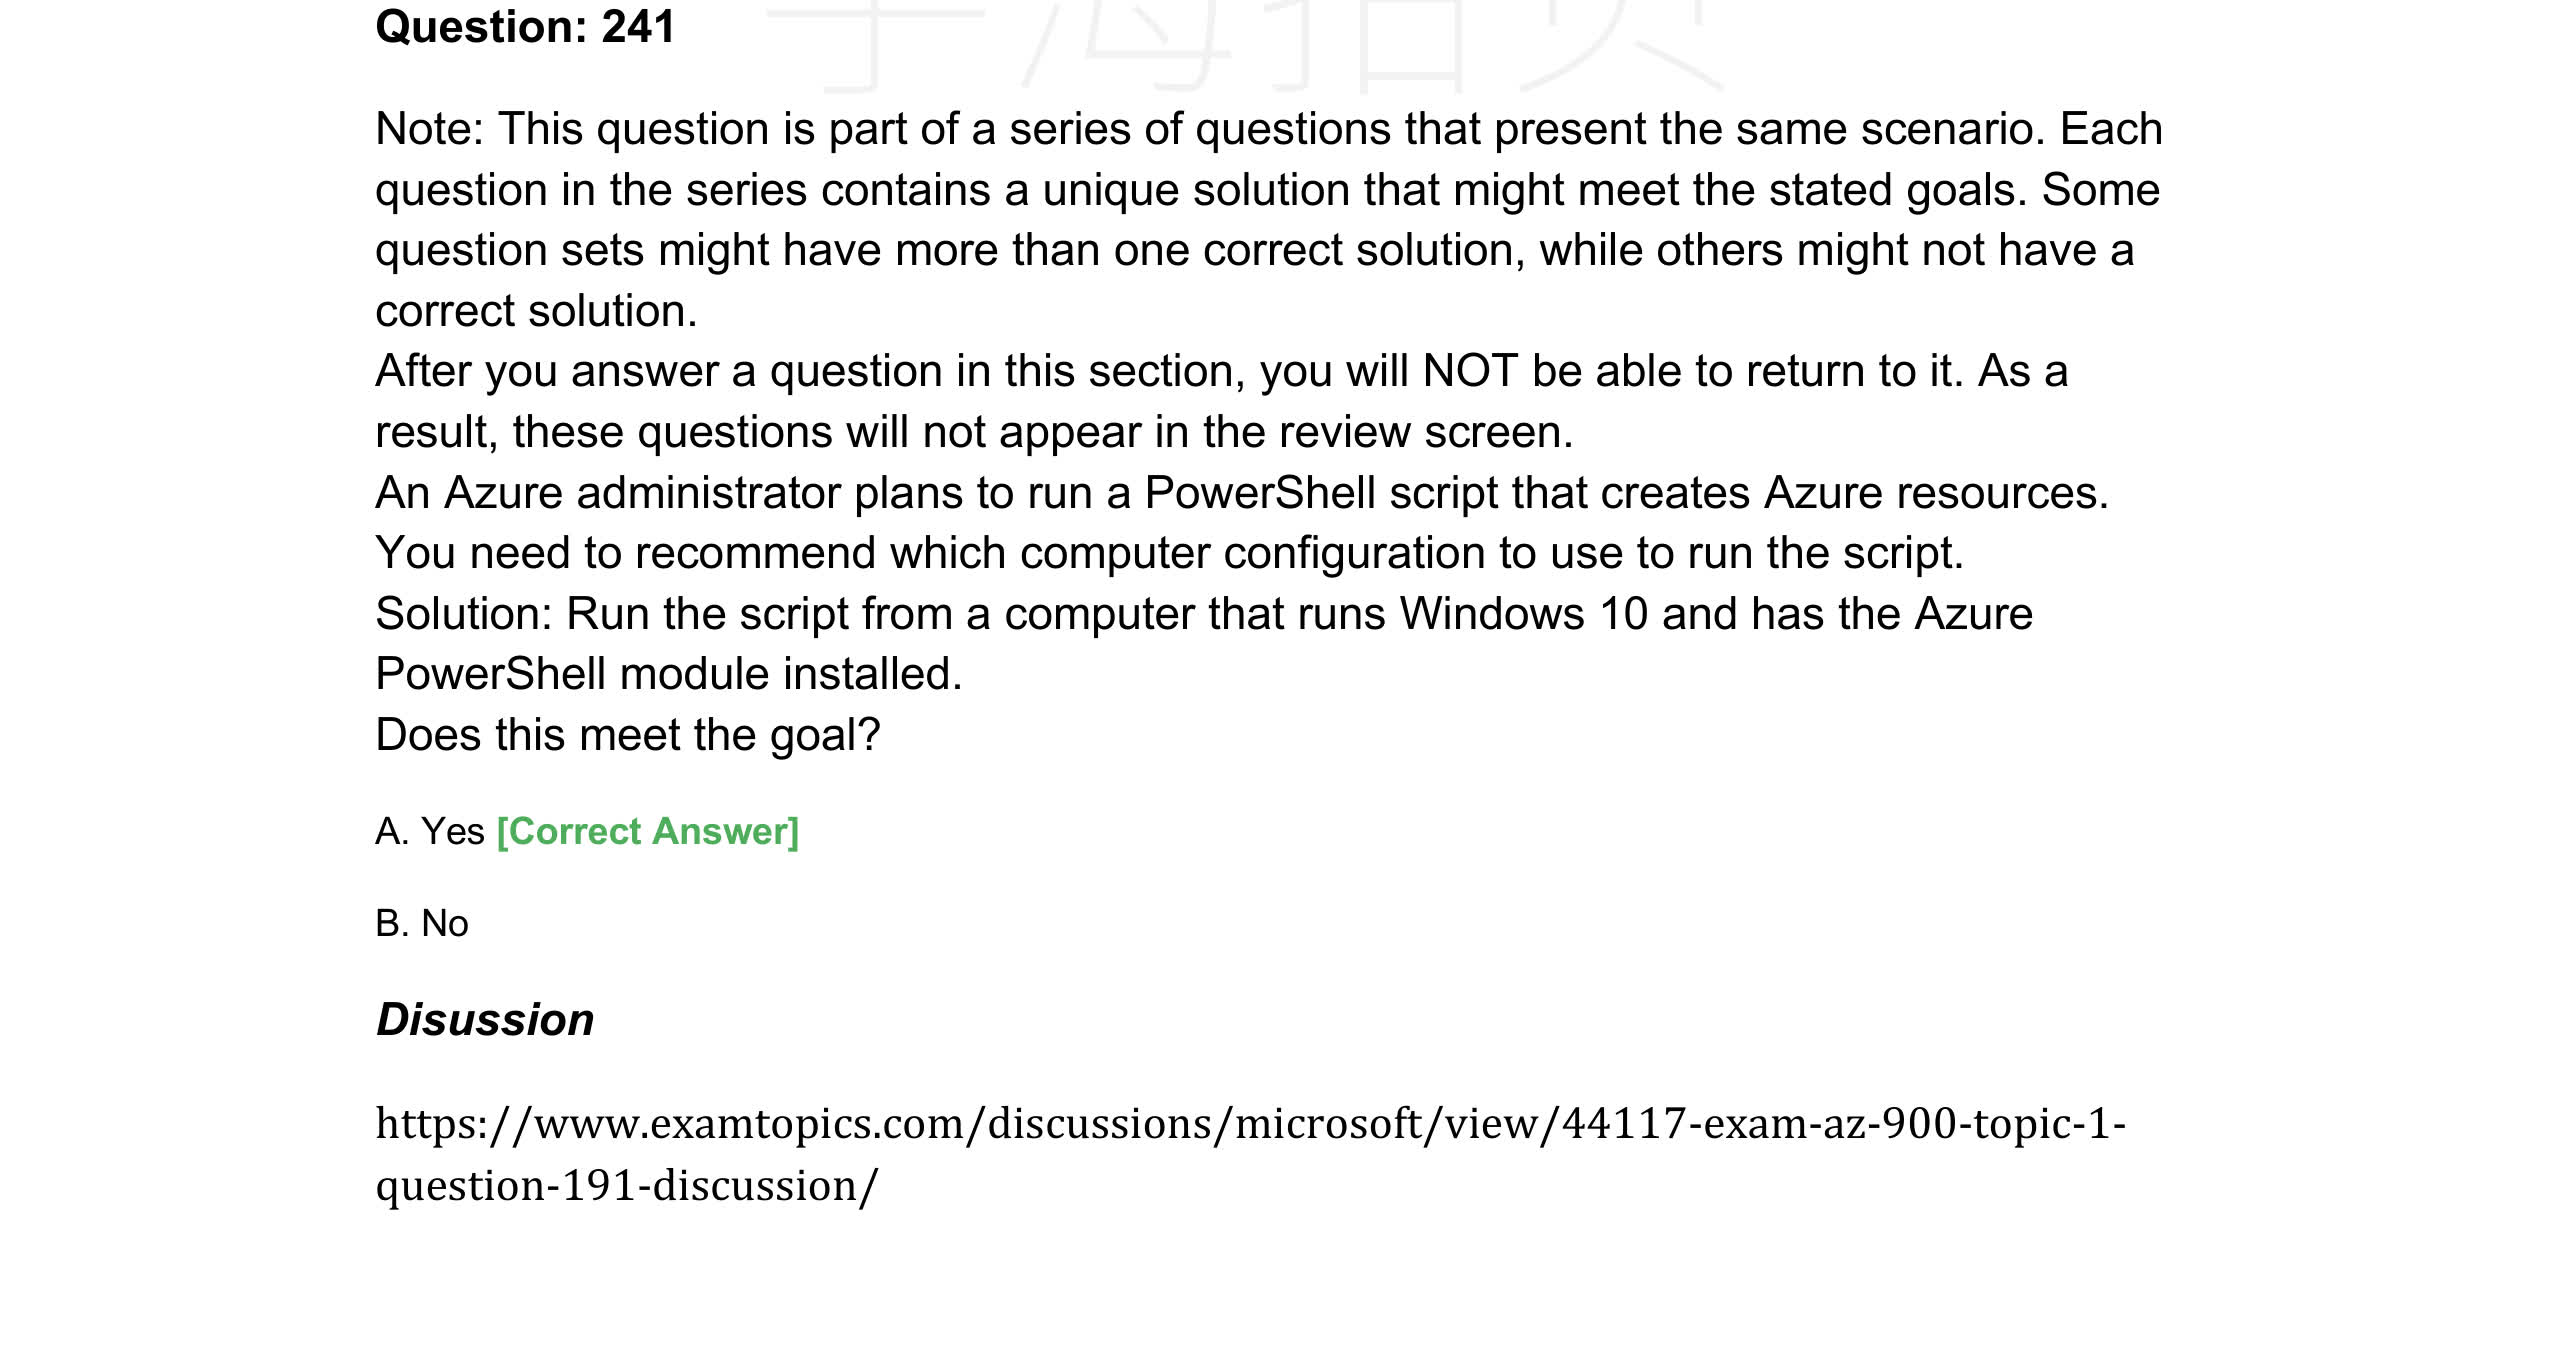 Question: 241
Note: This question is part of a series of questions that present the same scenario. Each
question in the series contains a unique solution that might meet the stated goals. Some
question sets might have more than one correct solution, while others might not have a
correct solution.
After you answer a question in this section, you will NOT be able to return to it. As a
result, these questions will not appear in the review screen.
An Azure administrator plans to run a PowerShell script that creates Azure resources.
You need to recommend which computer configuration to use to run the script.
Solution: Run the script from a computer that runs Windows 10 and has the Azure
PowerShell module installed.
Does this meet the goal?
A. Yes [Correct Answer]
B. No
Disussion
https://www.examtopics.com/discussions/microsoft/view/44117-exam-az-900-topic-1-
question-191-discussion/